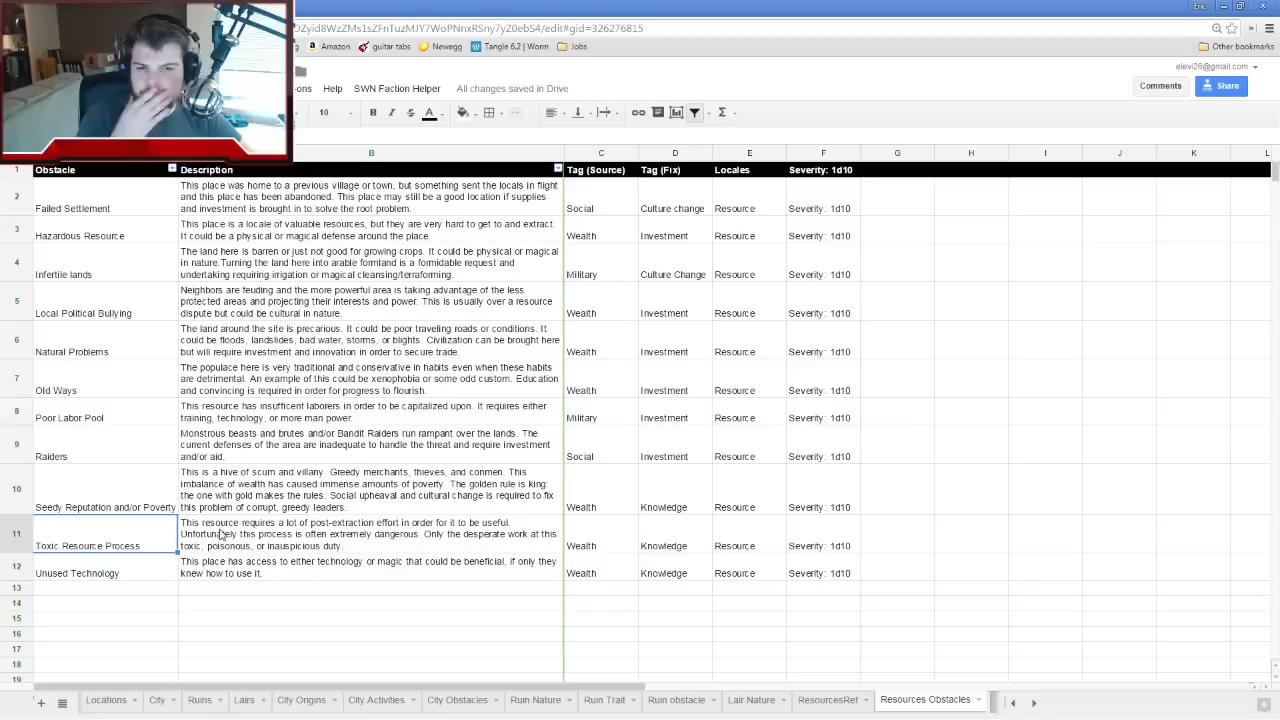 Eric
DZyid8WzZMs1sZFnTuzMJY7WoPNnxRSny7yZ0ebS4/edit#gid=326276815
Amazon guitar tabs Newegg Tangle 6.2 | Worm Jobs Other bookmarks
elevi26@gmail.com
-ons Help SWN Faction Helper All changes saved in Drive Comments Share
10 B I A Σ
B C D E F G H I J K L
1 Obstacle Description Tag (Source) Tag (Fix) Locales Severity: 1d10
This place was home to a previous village or town, but something sent the locals in flight
2 and this place has been abandoned. This place may still be a good location if supplies
Failed Settlement and investment is brought in to solve the root problem. Social Culture change Resource Severity: 1d10
3 This place is a locale of valuable resources, but they are very hard to get to and extract.
Hazardous Resource It could be a physical or magical defense around the place. Wealth Investment Resource Severity: 1d10
The land here is barren or just not good for growing crops. It could be physical or magical
4 in nature.Turning the land here into arable formland is a formidable request and
Infertile lands undertaking requiring irrigation or magical cleansing/terraforming. Military Culture Change Resource Severity: 1d10
Neighbors are feuding and the more powerful area is taking advantage of the less
5 protected areas and projecting their interests and power. This is usually over a resource
Local Political Bullying dispute but could be cultural in nature. Wealth Investment Resource Severity: 1d10
The land around the site is precarious. It could be poor traveling roads or conditions. It
6 could be floods, landslides, bad water, storms, or blights. Civilization can be brought here
Natural Problems but will require investment and innovation in order to secure trade. Wealth Investment Resource Severity: 1d10
The populace here is very traditional and conservative in habits even when these habits
7 are detrimental. An example of this could be xenophobia or some odd custom. Education
Old Ways and convincing is required in order for progress to flourish. Wealth Investment Resource Severity: 1d10
8 This resource has insufficent laborers in order to be capitalized upon. It requires either
Poor Labor Pool training, technology, or more man power. Military Investment Resource Severity: 1d10
Monstrous beasts and brutes and/or Bandit Raiders run rampant over the lands. The
9 current defenses of the area are inadequate to handle the threat and require investment
Raiders and/or aid. Social Investment Resource Severity: 1d10
This is a hive of scum and villany. Greedy merchants, thieves, and conmen. This
10 imbalance of wealth has caused immense amounts of poverty. The golden rule is king:
the one with gold makes the rules. Social upheaval and cultural change is required to fix
Seedy Reputation and/or Poverty this problem of corrupt, greedy leaders. Wealth Knowledge Resource Severity: 1d10
This resource requires a lot of post-extraction effort in order for it to be useful.
11 Unfortunately this process is often extremely dangerous. Only the desperate work at this
Toxic Resource Process toxic, poisonous, or inauspicious duty. Wealth Knowledge Resource Severity: 1d10
12 This place has access to either technology or magic that could be beneficial, if only they
Unused Technology knew how to use it. Wealth Knowledge Resource Severity: 1d10
13
14
15
16
17
18
19
+ Locations City Ruins Lairs City Origins City Activities City Obstacles Ruin Nature Ruin Trait Ruin obstacle Lair Nature ResourcesRef Resources Obstacles